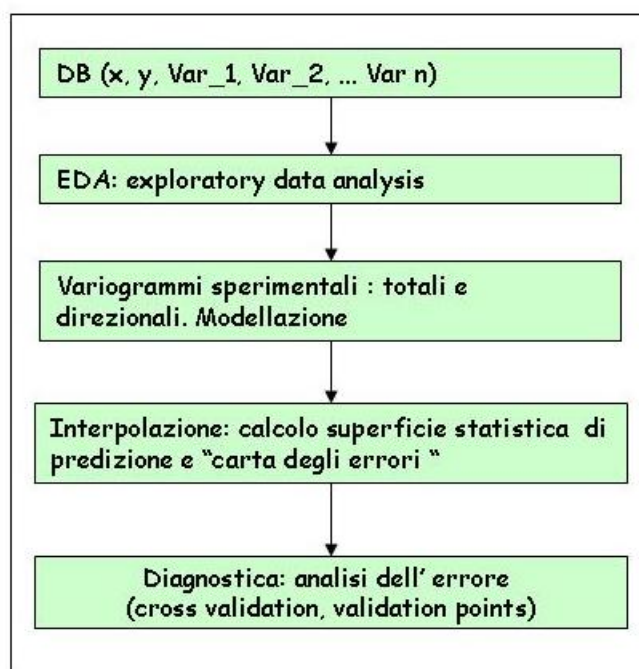 DB (x, y, Var_1, Var_2, ... Var n)
EDA: exploratory data analysis
Variogrammi sperimentali : totali e
direzionali. Modellazione
Interpolazione: calcolo superficie statistica di
predizione e “carta degli errori “
Diagnostica: analisi dell’ errore
(cross validation, validation points)